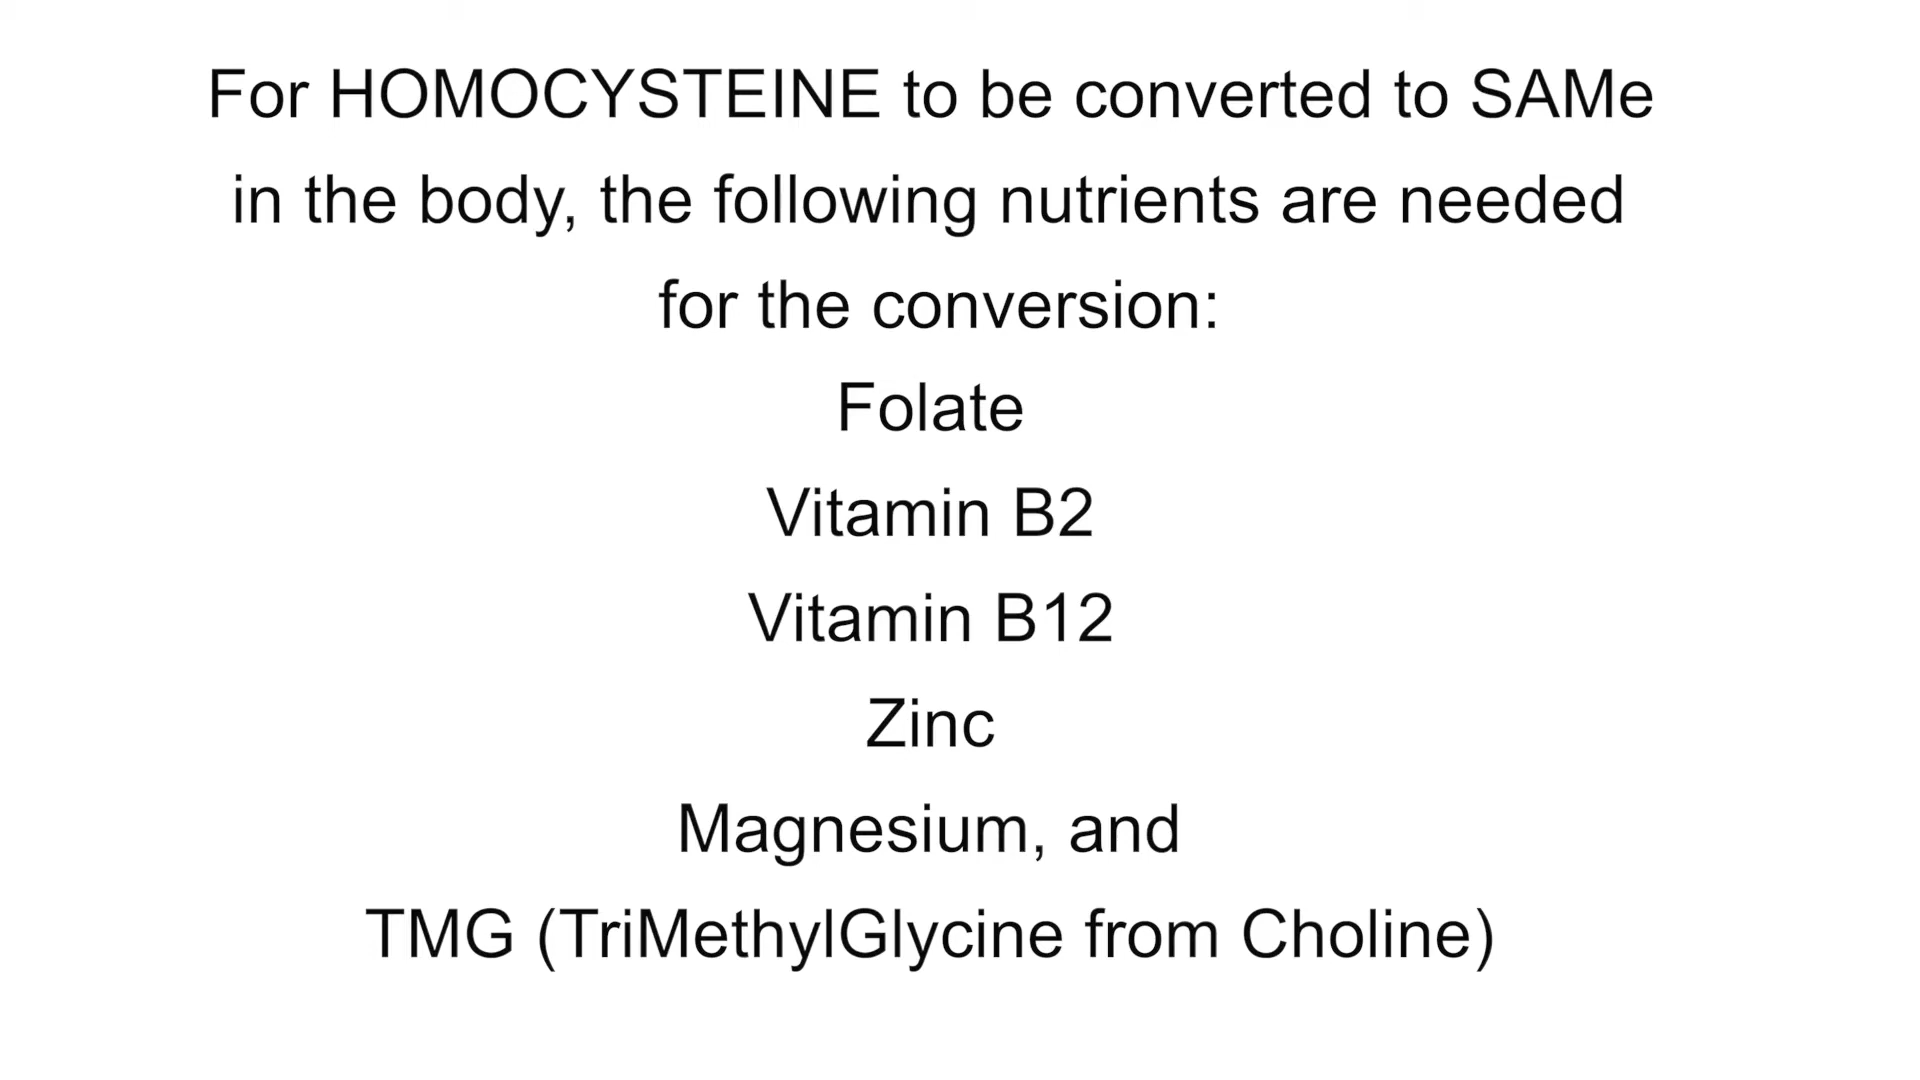 For HOMOCYSTEINE to be converted to SAMe
in the body, the following nutrients are needed
for the conversion:
Folate
Vitamin B2
Vitamin B12
Zinc
Magnesium, and
TMG (TriMethylGlycine from Choline)